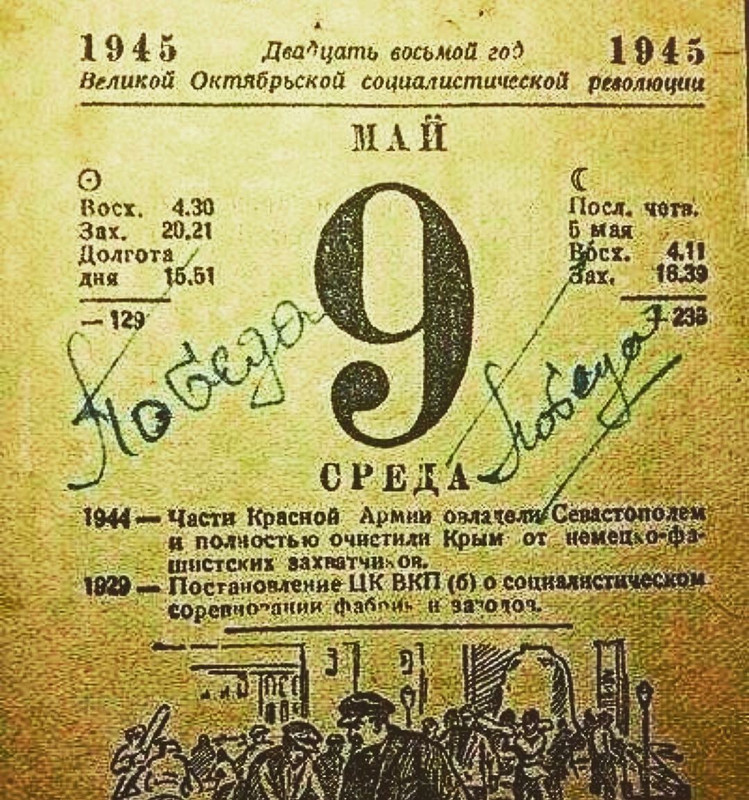 1945 Двадцать восьмой год 1945
Великой Октябрьской социалистической революции
МАЙ
Восх. 4.30
Зах. 20.21
Долгота
дня 15.51
— 129
9
Посл. четв.
5 мая
Восх. 4.11
Зах. 16.39
236
Победа
Победа
СРЕДА
1944 — Части Красной Армии овладели Севастополем
и полностью очистили Крым от немецко-фа-
шистских захватчиков.
1929 — Постановление ЦК ВКП (б) о социалистическом
соревновании фабрик и заводов.